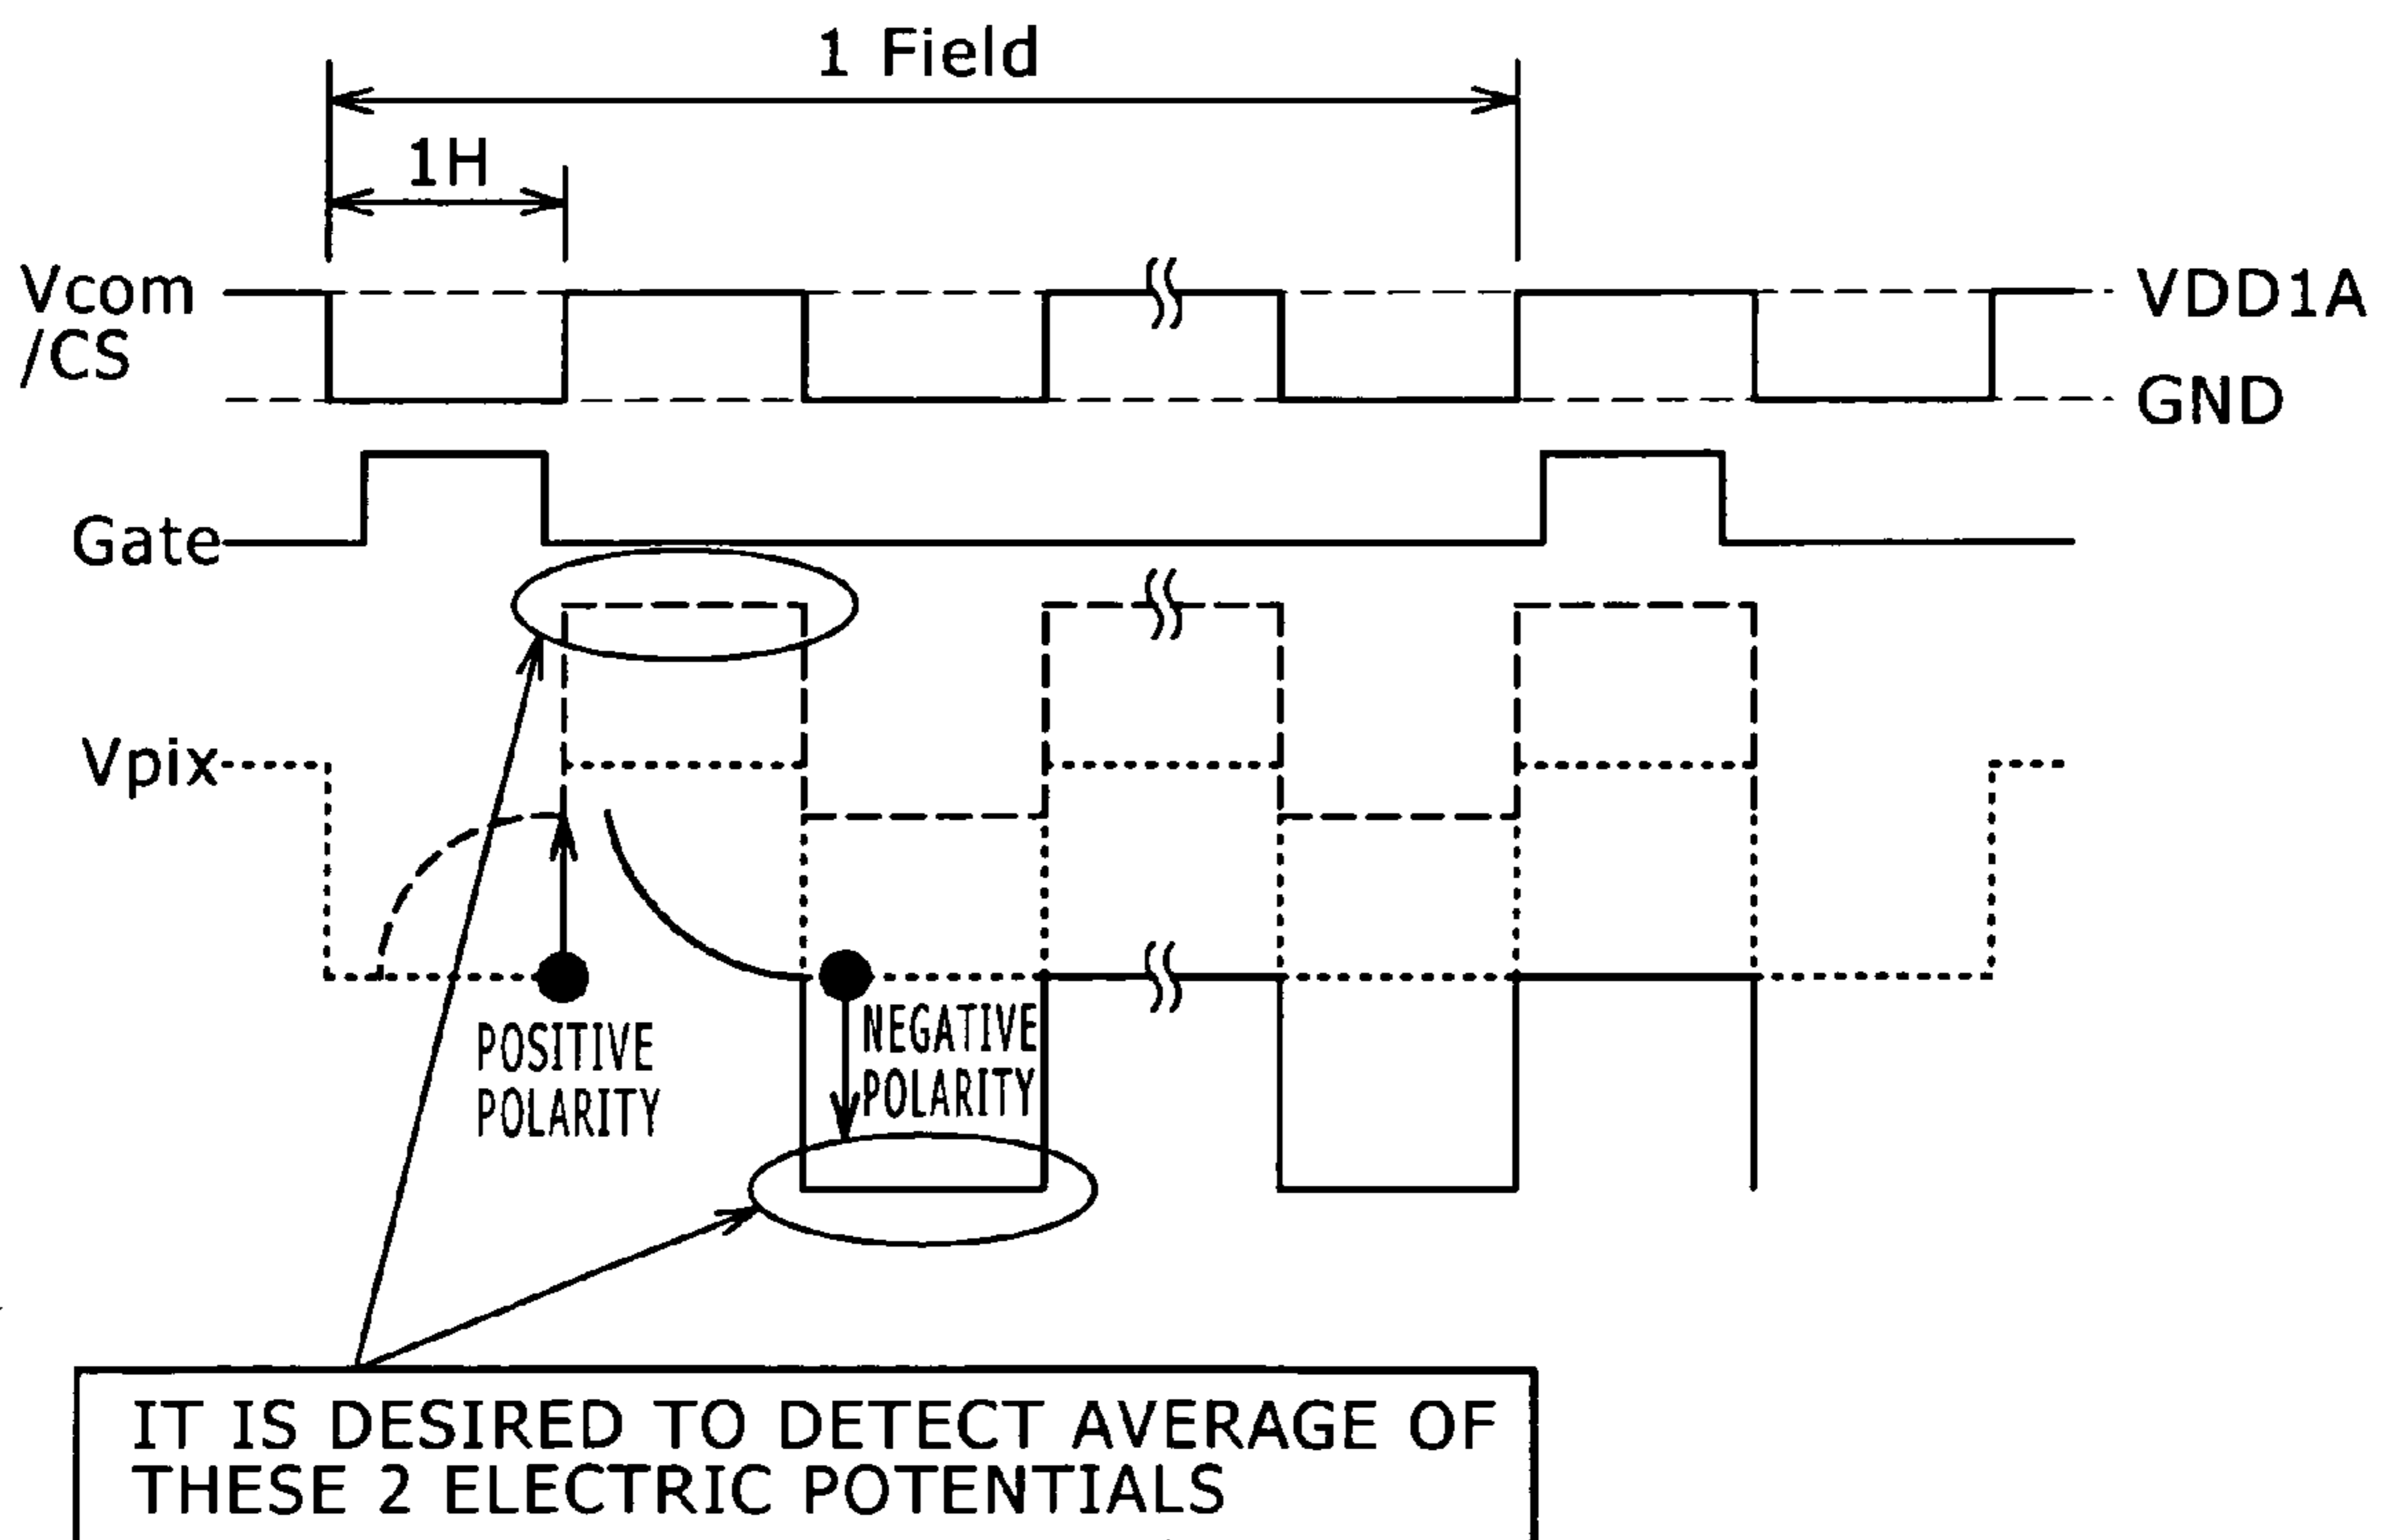 1 Field
1H
Vcom
/CS
VDD1A
GND
Gate
Vpix
POSITIVE
POLARITY
NEGATIVE
POLARITY
IT IS DESIRED TO DETECT AVERAGE OF
THESE 2 ELECTRIC POTENTIALS